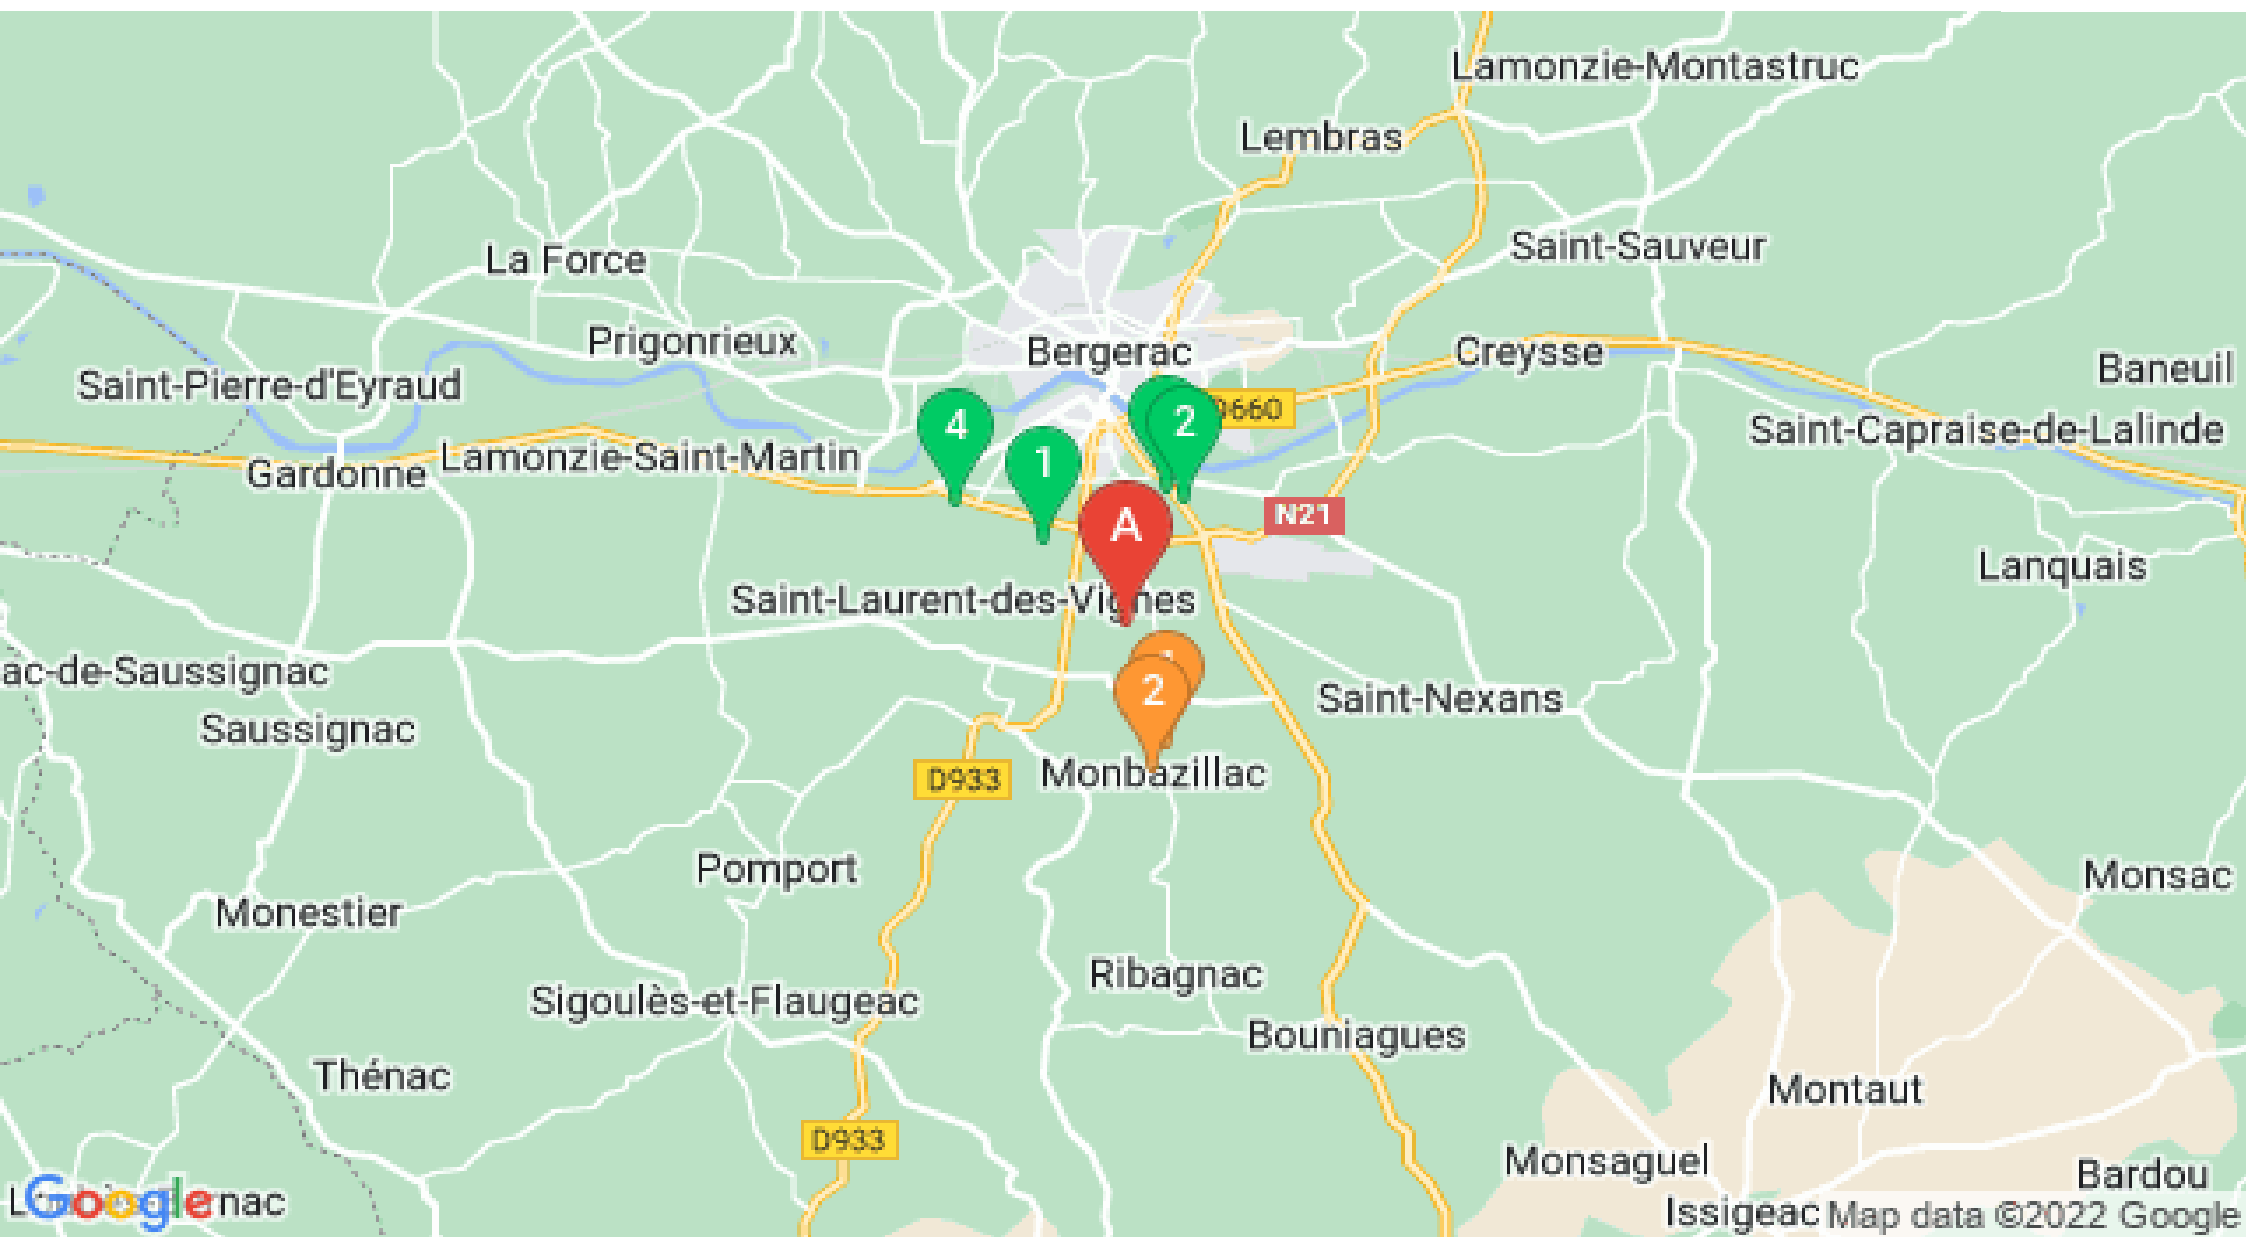 Lamonzie-Montastruc
Lembras
Saint-Sauveur
La Force
Prigonrieux
Bergerac
Creysse
Baneuil
Saint-Pierre-d'Eyraud
4
2
D660
Saint-Capraise-de-Lalinde
Lamonzie-Saint-Martin
Gardonne
1
A
N21
Lanquais
Saint-Laurent-des-Vignes
ac-de-Saussignac
2
Saint-Nexans
Saussignac
D933
Monbazillac
Pomport
Monsac
Monestier
Ribagnac
Sigoulès-et-Flaugeac
Bouniagues
Thénac
Montaut
D933
Monsaguel
Bardou
Google
nac
Issigeac
Map data ©2022 Google